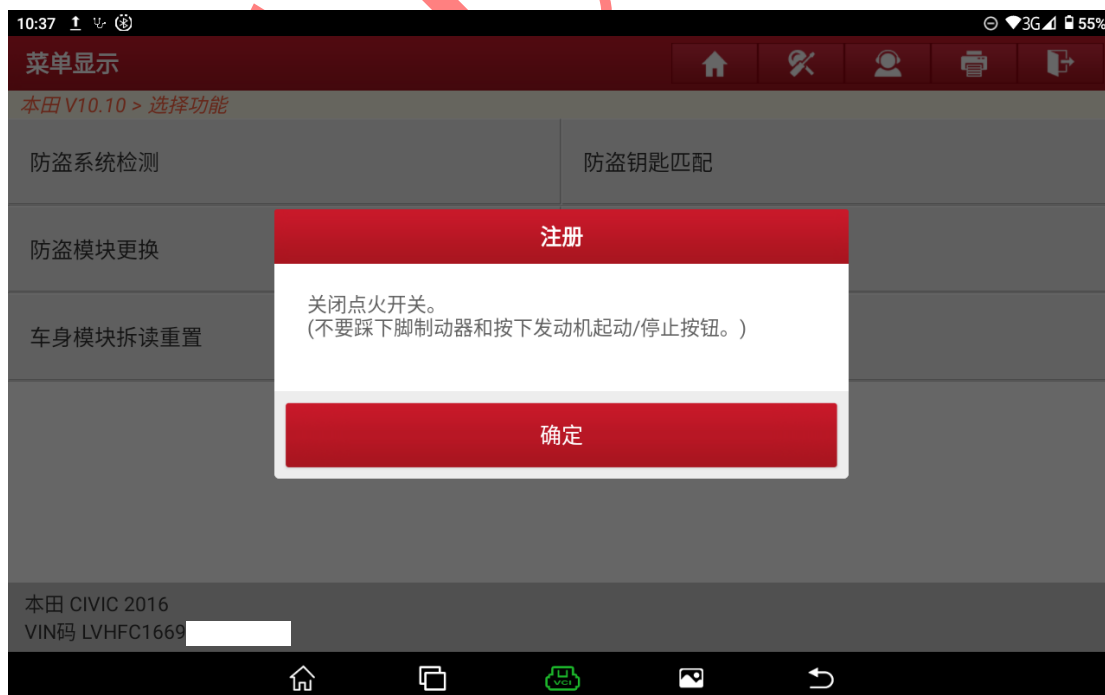 10:37
3G
55%
菜单显示
本田 V10.10 > 选择功能
防盗系统检测
防盗钥匙匹配
防盗模块更换
注册
关闭点火开关。
(不要踩下脚制动器和按下发动机起动/停止按钮。)
车身模块拆读重置
确定
本田 CIVIC 2016
VIN码 LVHFC1669
VCI